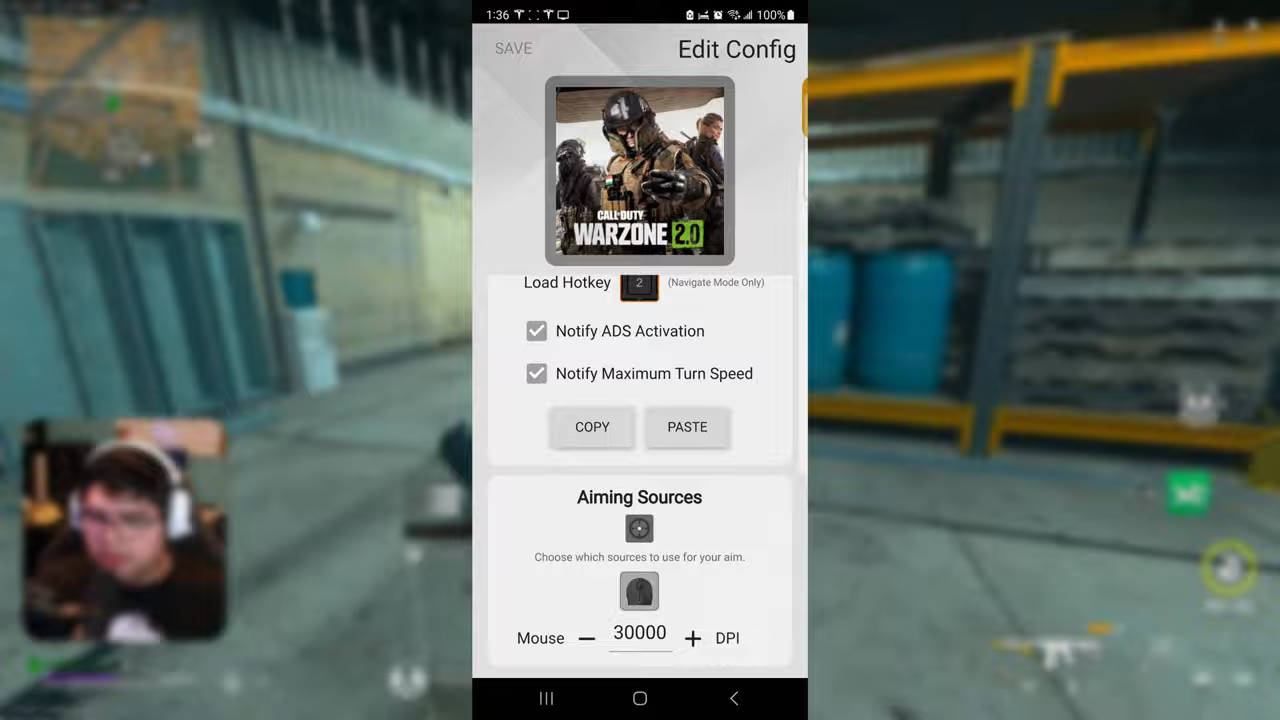 1:36
100%
SAVE
Edit Config
CALL·DUTY
WARZONE 2.0
Load Hotkey
2
(Navigate Mode Only)
Notify ADS Activation
Notify Maximum Turn Speed
COPY
PASTE
Aiming Sources
Choose which sources to use for your aim.
Mouse
30000
DPI